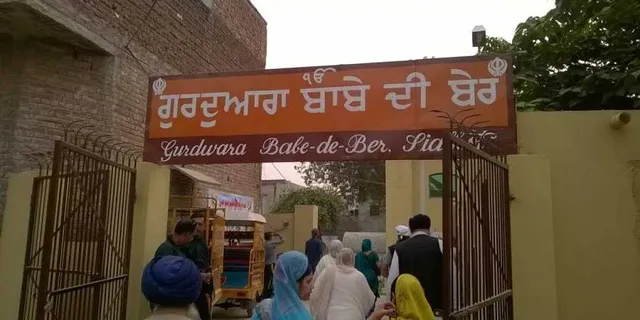 ੴ
ਗੁਰਦੁਆਰਾ ਬਾਬੇ ਦੀ ਬੇਰ
Gurdwara Babe-de-Ber.